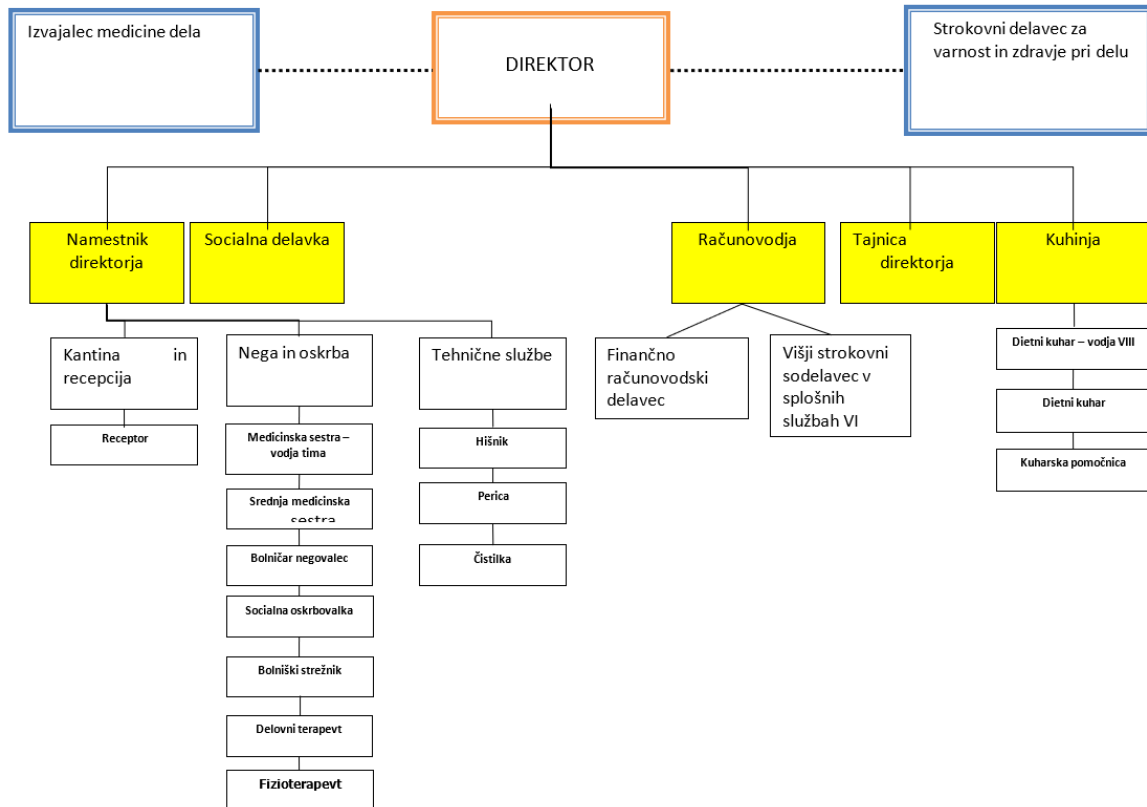 Izvajalec medicine dela
DIREKTOR
Strokovni delavec za
varnost in zdravje pri delu
Namestnik
direktorja
Socialna delavka
Računovodja
Tajnica
direktorja
Kuhinja
Kantina in
recepcija
Receptor
Nega in oskrba
Medicinska sestra –
vodja tima
Srednja medicinska
sestra
Bolničar negovalec
Socialna oskrbovalka
Bolniški strežnik
Delovni terapevt
Fizioterapevt
Tehnične službe
Hišnik
Perica
Čistilka
Finančno
računovodski
delavec
Višji strokovni
sodelavec v
splošnih
službah VI
Dietni kuhar – vodja VIII
Dietni kuhar
Kuharska pomočnica